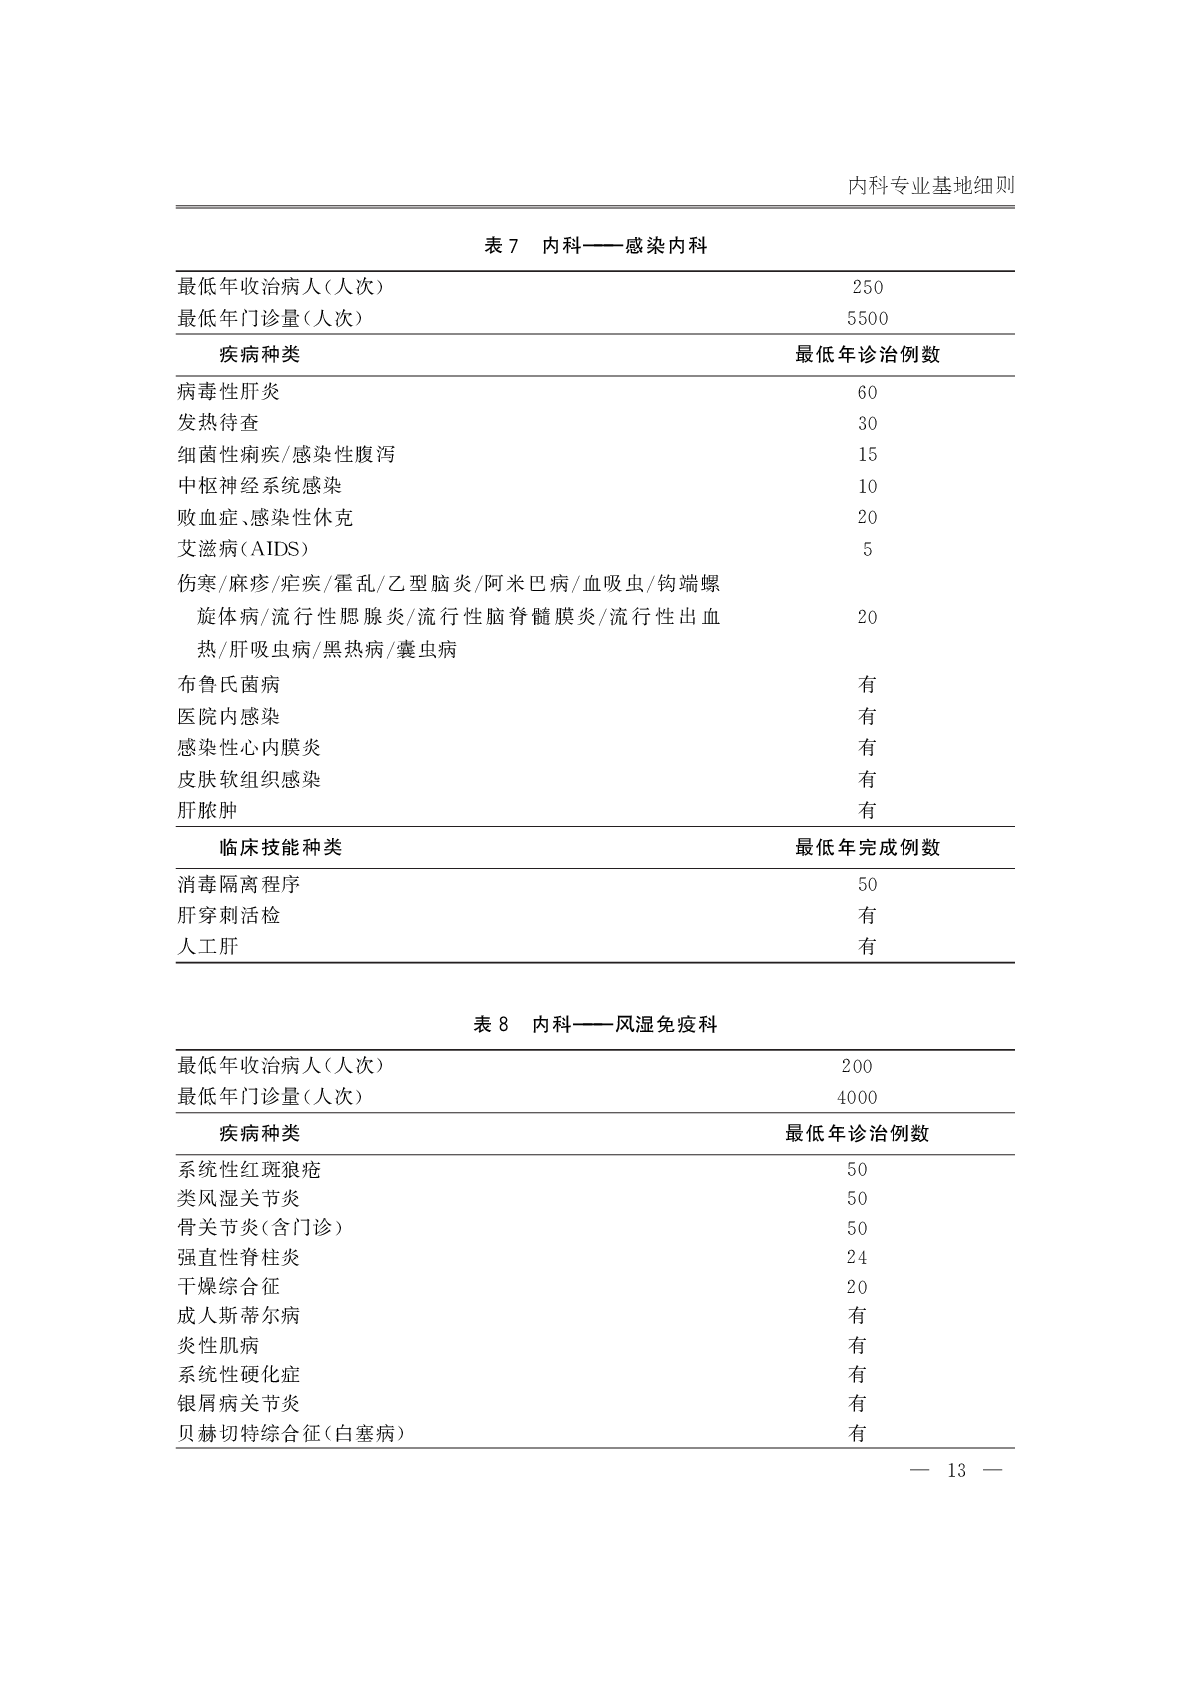 内科专业基地细则
表7 内科——感染内科
最低年收治病人(人次) 250
最低年门诊量(人次) 5500
疾病种类 最低年诊治例数
病毒性肝炎 60
发热待查 30
细菌性痢疾/感染性腹泻 15
中枢神经系统感染 10
败血症、感染性休克 20
艾滋病(AIDS) 5
伤寒/麻疹/疟疾/霍乱/乙型脑炎/阿米巴病/血吸虫/钩端螺
旋体病/流行性腮腺炎/流行性脑脊髓膜炎/流行性出血 20
热/肝吸虫病/黑热病/囊虫病
布鲁氏菌病 有
医院内感染 有
感染性心内膜炎 有
皮肤软组织感染 有
肝脓肿 有
临床技能种类 最低年完成例数
消毒隔离程序 50
肝穿刺活检 有
人工肝 有
表8 内科——风湿免疫科
最低年收治病人(人次) 200
最低年门诊量(人次) 4000
疾病种类 最低年诊治例数
系统性红斑狼疮 50
类风湿关节炎 50
骨关节炎(含门诊) 50
强直性脊柱炎 24
干燥综合征 20
成人斯蒂尔病 有
炎性肌病 有
系统性硬化症 有
银屑病关节炎 有
贝赫切特综合征(白塞病) 有
— 13 —